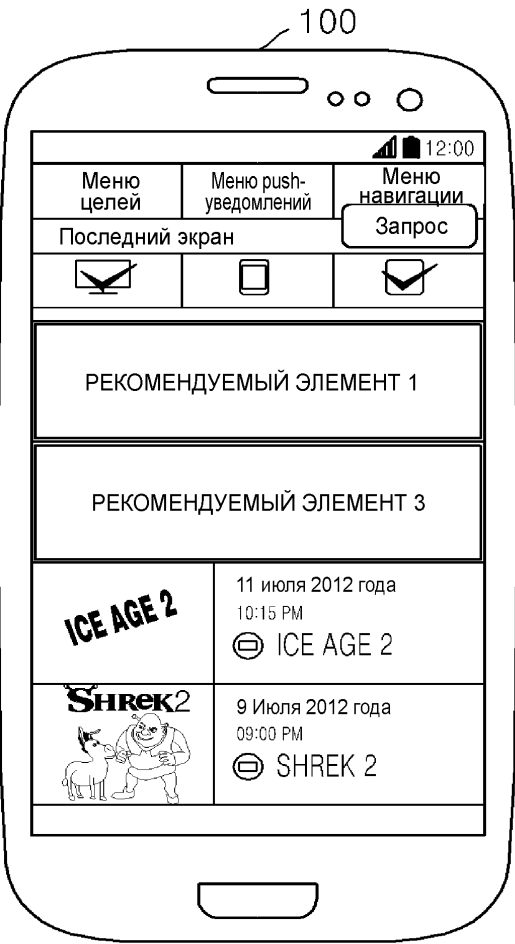 100
12:00
Меню
целей
Меню push-
уведомлений
Меню
навигации
Последний экран
Запрос
РЕКОМЕНДУЕМЫЙ ЭЛЕМЕНТ 1
РЕКОМЕНДУЕМЫЙ ЭЛЕМЕНТ 3
ICE AGE 2
11 июля 2012 года
10:15 PM
ICE AGE 2
SHREK2
9 Июля 2012 года
09:00 PM
SHREK 2